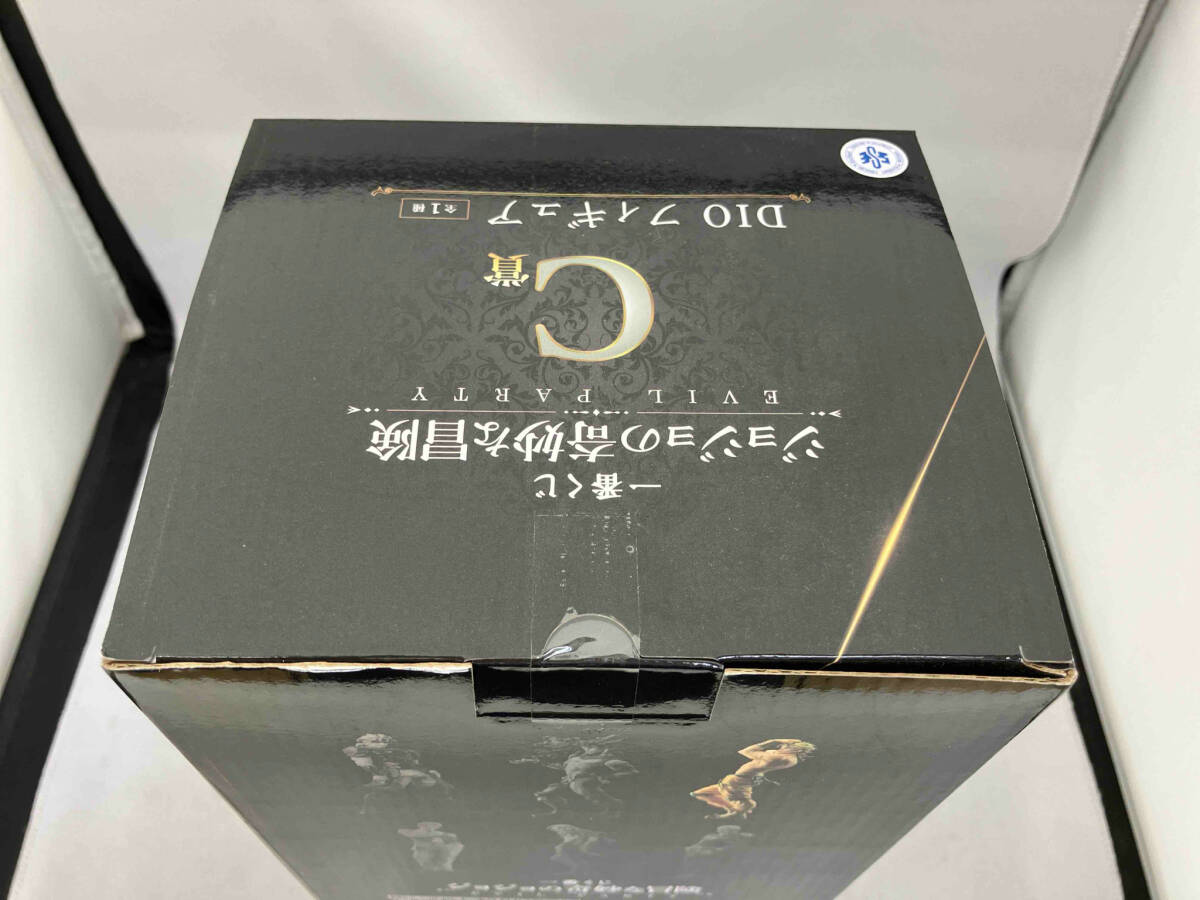 一番くじ
ジョジョの奇妙な冒険
EVIL PARTY
C賞
DIO フィギュア 全1種